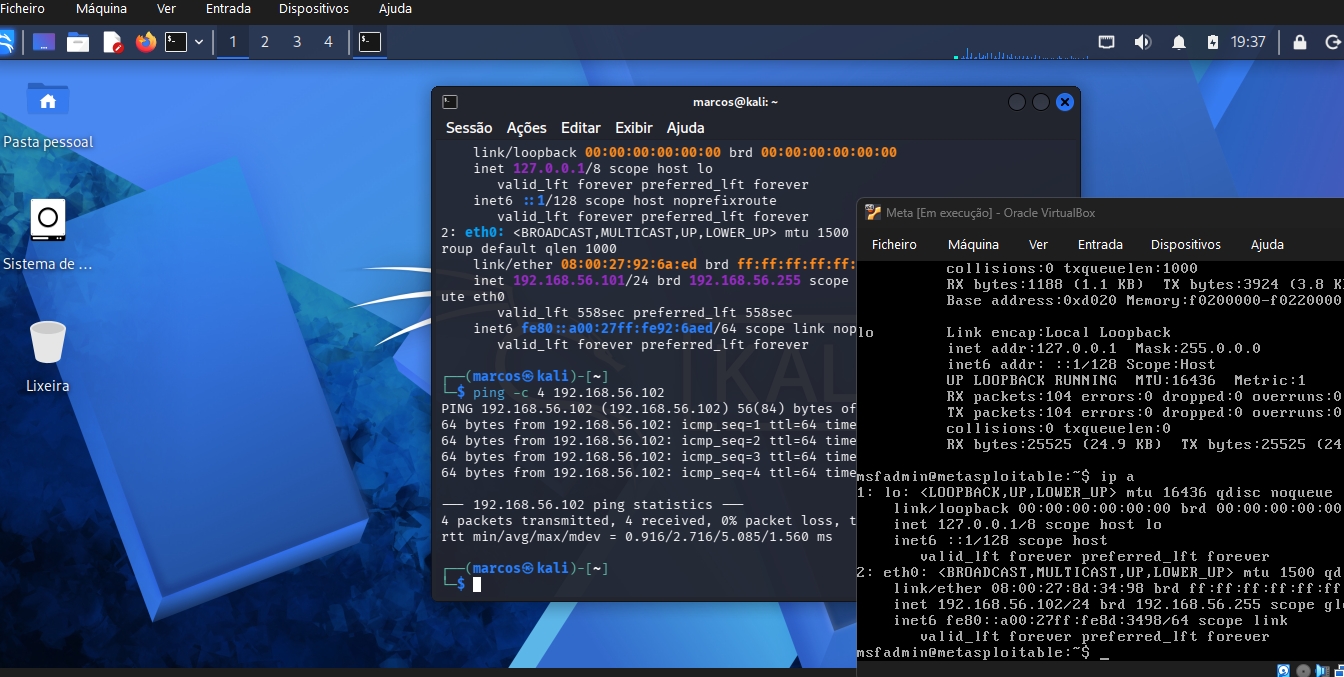 Ficheiro Máquina Ver Entrada Dispositivos Ajuda
1 2 3 4 19:37
Pasta pessoal
Sistema de ...
Lixeira
marcos@kali: ~
Sessão Ações Editar Exibir Ajuda
link/loopback 00:00:00:00:00:00 brd 00:00:00:00:00:00
inet 127.0.0.1/8 scope host lo
valid_lft forever preferred_lft forever
inet6 ::1/128 scope host noprefixroute
valid_lft forever preferred_lft forever
2: eth0: <BROADCAST,MULTICAST,UP,LOWER_UP> mtu 1500
roup default qlen 1000
link/ether 08:00:27:92:6a:ed brd ff:ff:ff:ff:ff:
inet 192.168.56.101/24 brd 192.168.56.255 scope
ute eth0
valid_lft 558sec preferred_lft 558sec
inet6 fe80::a00:27ff:fe92:6aed/64 scope link nop
valid_lft forever preferred_lft forever
┌──(marcos㉿kali)-[~]
└─$ ping -c 4 192.168.56.102
PING 192.168.56.102 (192.168.56.102) 56(84) bytes of
64 bytes from 192.168.56.102: icmp_seq=1 ttl=64 time
64 bytes from 192.168.56.102: icmp_seq=2 ttl=64 time
64 bytes from 192.168.56.102: icmp_seq=3 ttl=64 time
64 bytes from 192.168.56.102: icmp_seq=4 ttl=64 time
── 192.168.56.102 ping statistics ──
4 packets transmitted, 4 received, 0% packet loss, t
rtt min/avg/max/mdev = 0.916/2.716/5.085/1.560 ms
┌──(marcos㉿kali)-[~]
└─$
KAL
Meta [Em execução] - Oracle VirtualBox
Ficheiro Máquina Ver Entrada Dispositivos Ajuda
collisions:0 txqueuelen:1000
RX bytes:1188 (1.1 KB) TX bytes:3924 (3.8 K
Base address:0xd020 Memory:f0200000-f0220000
lo Link encap:Local Loopback
inet addr:127.0.0.1 Mask:255.0.0.0
inet6 addr: ::1/128 Scope:Host
UP LOOPBACK RUNNING MTU:16436 Metric:1
RX packets:104 errors:0 dropped:0 overruns:0
TX packets:104 errors:0 dropped:0 overruns:0
collisions:0 txqueuelen:0
RX bytes:25525 (24.9 KB) TX bytes:25525 (24
msfadmin@metasploitable:~$ ip a
1: lo: <LOOPBACK,UP,LOWER_UP> mtu 16436 qdisc noqueue
link/loopback 00:00:00:00:00:00 brd 00:00:00:00:00
inet 127.0.0.1/8 scope host lo
inet6 ::1/128 scope host
valid_lft forever preferred_lft forever
2: eth0: <BROADCAST,MULTICAST,UP,LOWER_UP> mtu 1500 qd
link/ether 08:00:27:8d:34:98 brd ff:ff:ff:ff:ff:ff
inet 192.168.56.102/24 brd 192.168.56.255 scope glo
inet6 fe80::a00:27ff:fe8d:3498/64 scope link
valid_lft forever preferred_lft forever
msfadmin@metasploitable:~$ _